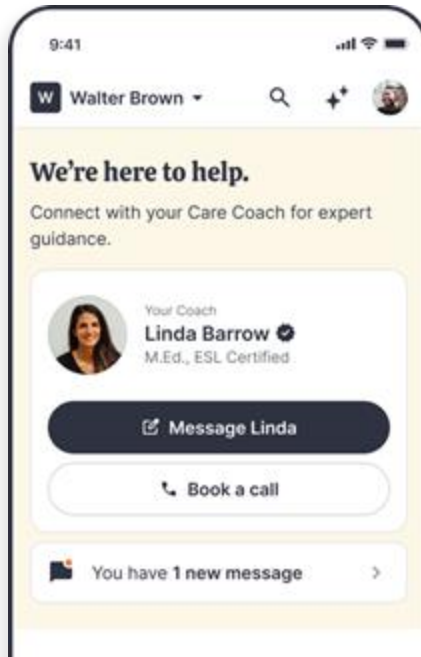 9:41
W Walter Brown
We're here to help.
Connect with your Care Coach for expert
guidance.
Your Coach
Linda Barrow
M.Ed., ESL Certified
Message Linda
Book a call
You have 1 new message